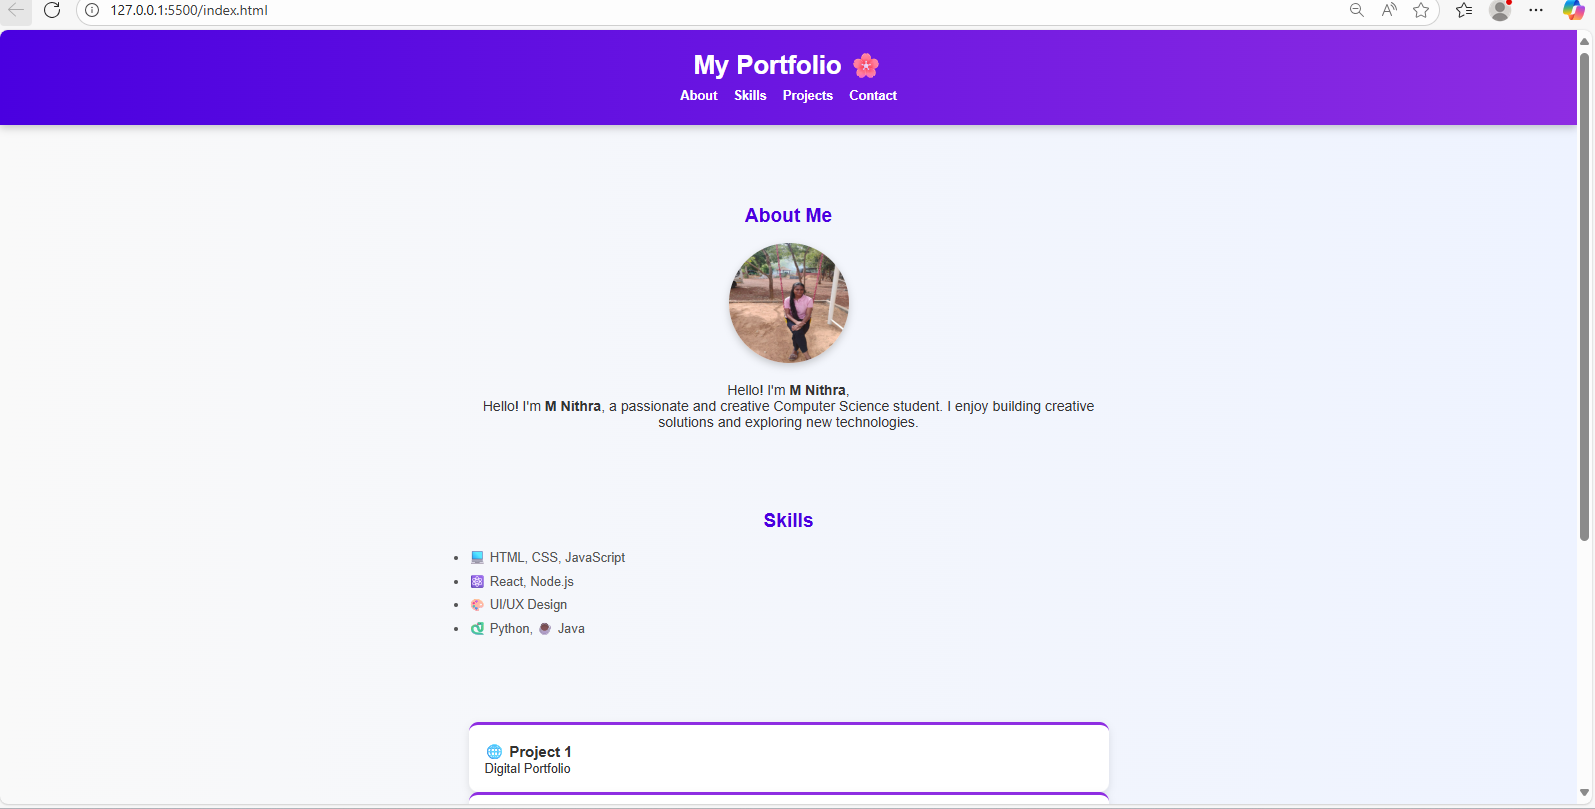 127.0.0.1:5500/index.html
My Portfolio 🌸
About Skills Projects Contact
About Me
Hello! I'm M Nithra,
Hello! I'm M Nithra, a passionate and creative Computer Science student. I enjoy building creative
solutions and exploring new technologies.
Skills
• 💻 HTML, CSS, JavaScript
• ⚛️ React, Node.js
• 🎨 UI/UX Design
• 🐍 Python, ☕ Java
🌐 Project 1
Digital Portfolio